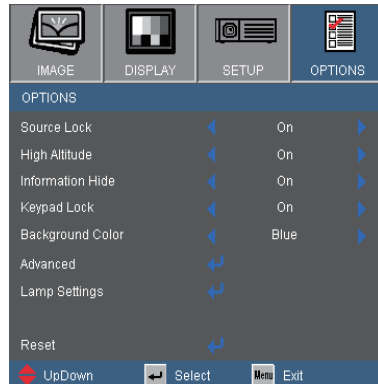 IMAGE DISPLAY SETUP OPTIONS
OPTIONS
Source Lock On
High Altitude On
Information Hide On
Keypad Lock On
Background Color Blue
Advanced
Lamp Settings
Reset
UpDown Select Menu Exit